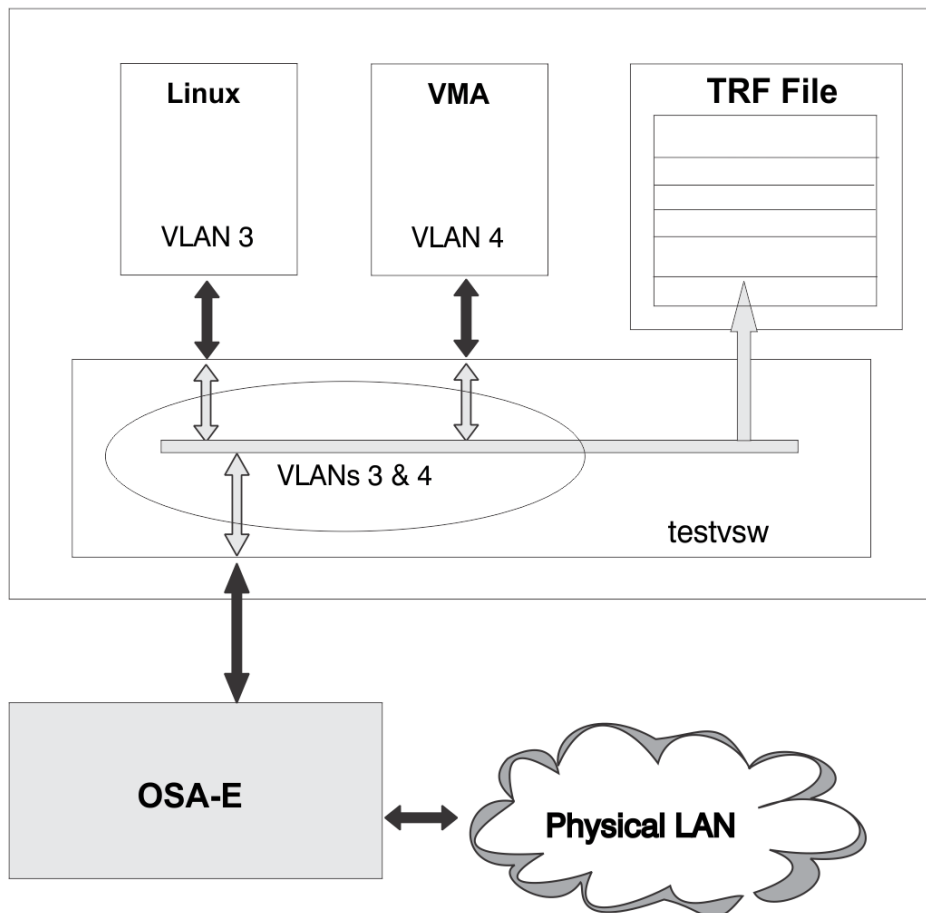 Linux
VMA
TRF File
VLAN 3
VLAN 4
VLANs 3 & 4
testvsw
OSA-E
Physical LAN